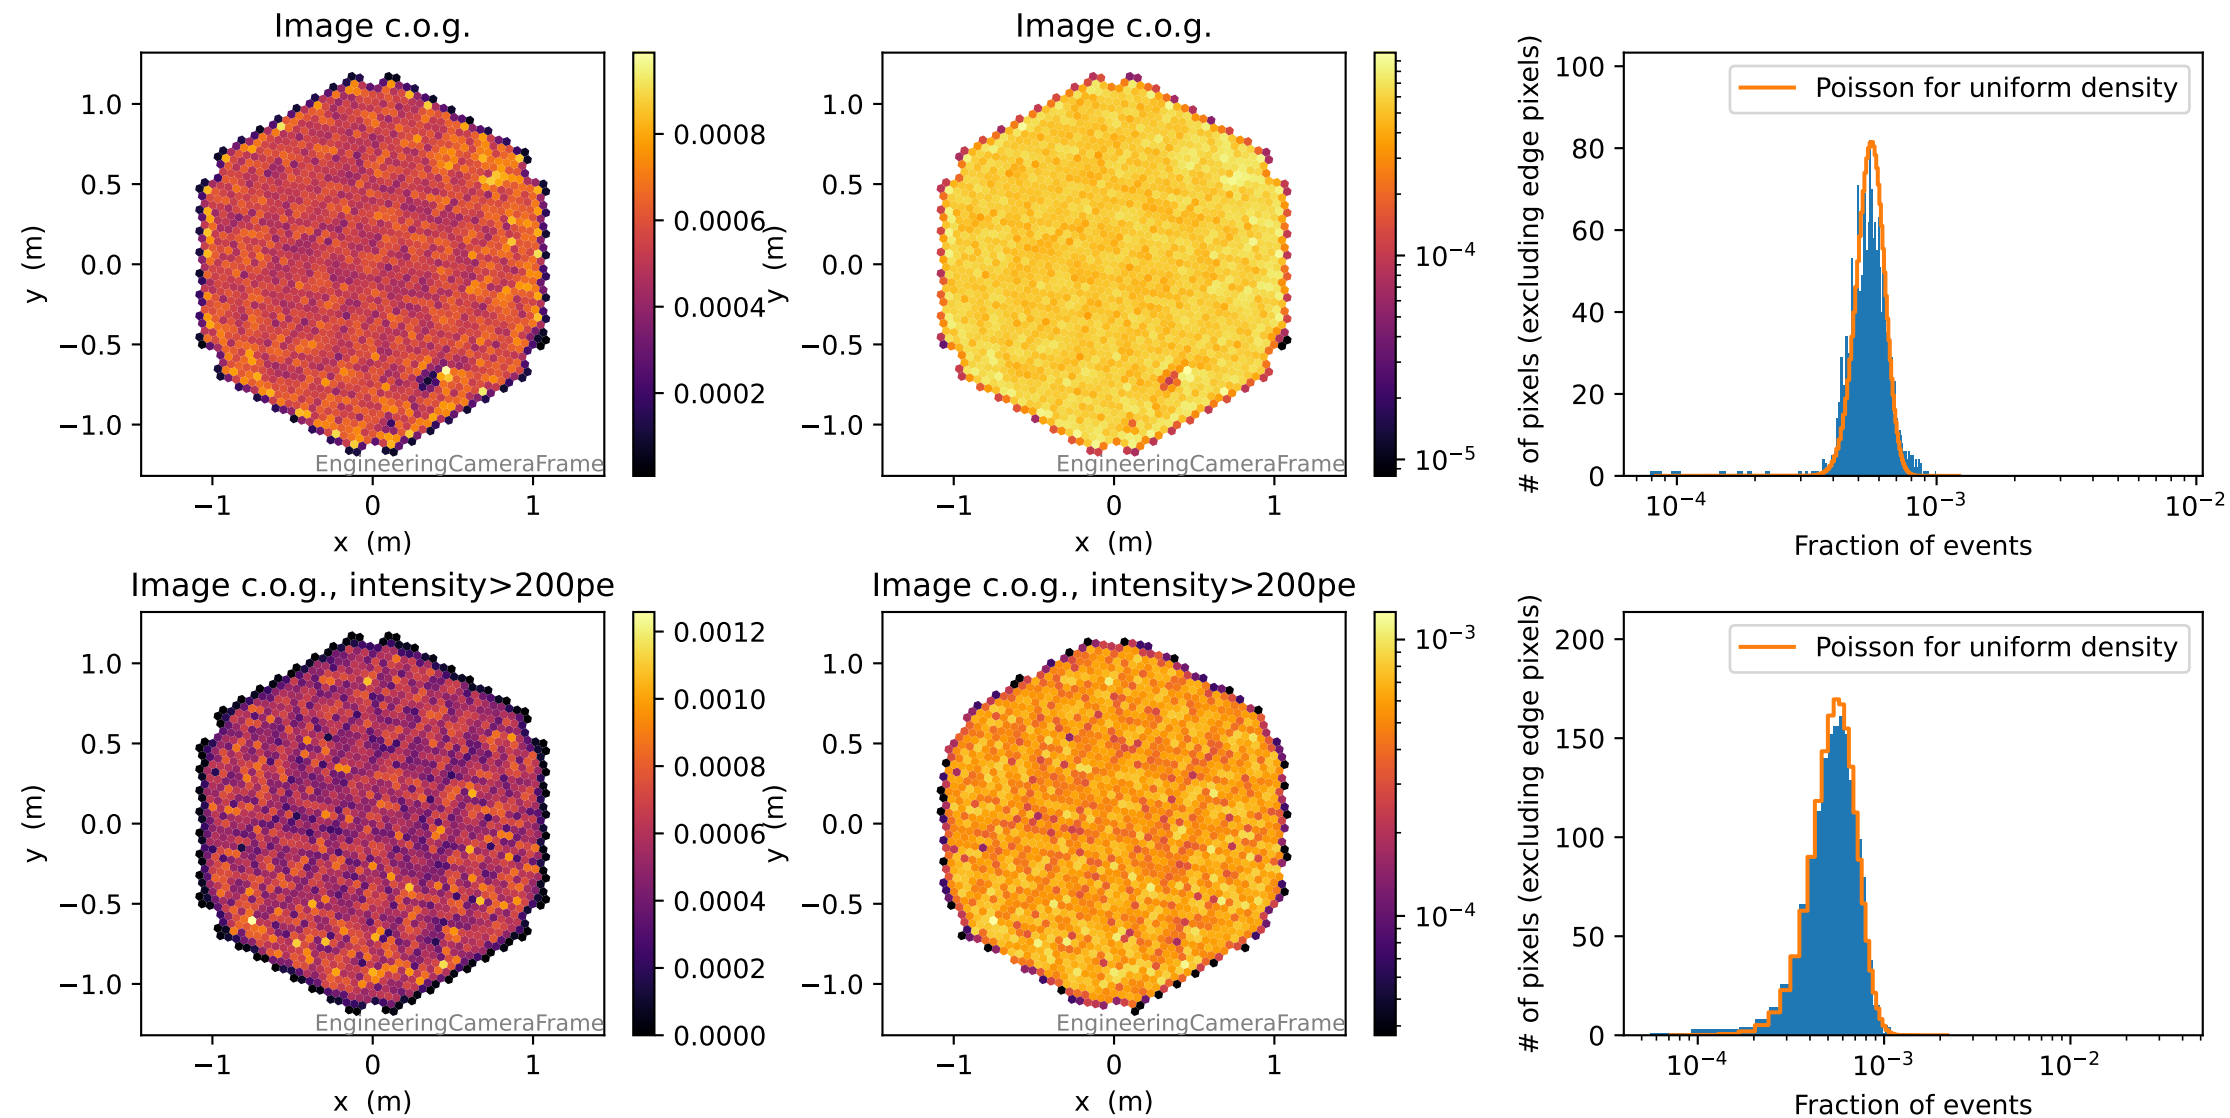 Image c.o.g.
y (m)
1.0
0.5
0.0
−0.5
−1.0
−1
0
1
x (m)
EngineeringCameraFrame
0.0008
0.0006
0.0004
0.0002
Image c.o.g.
y (m)
1.0
0.5
0.0
−0.5
−1.0
−1
0
1
x (m)
EngineeringCameraFrame
10⁻⁴
10⁻⁵
# of pixels (excluding edge pixels)
100
80
60
40
20
0
Poisson for uniform density
10⁻⁴
10⁻³
10⁻²
Fraction of events
Image c.o.g., intensity>200pe
y (m)
1.0
0.5
0.0
−0.5
−1.0
−1
0
1
x (m)
EngineeringCameraFrame
0.0012
0.0010
0.0008
0.0006
0.0004
0.0002
0.0000
Image c.o.g., intensity>200pe
y (m)
1.0
0.5
0.0
−0.5
−1.0
−1
0
1
x (m)
EngineeringCameraFrame
10⁻³
10⁻⁴
# of pixels (excluding edge pixels)
200
150
100
50
0
Poisson for uniform density
10⁻⁴
10⁻³
10⁻²
Fraction of events